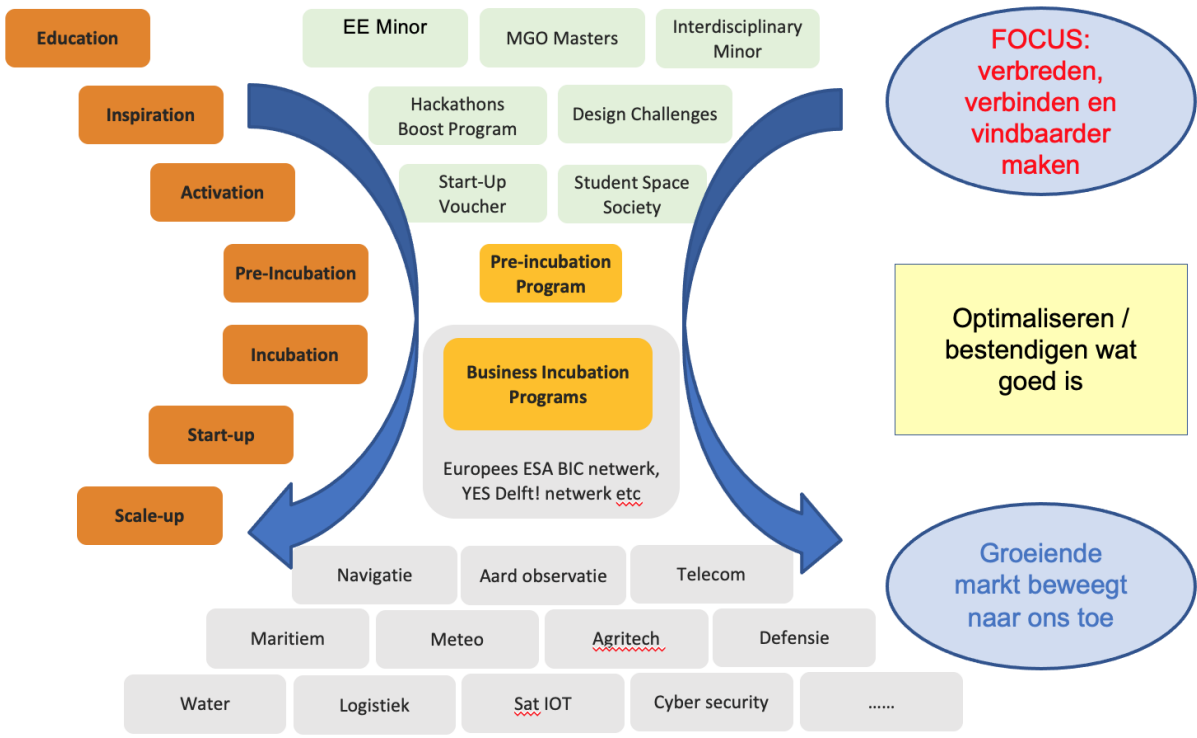 Education
EE Minor
MGO Masters
Interdisciplinary
Minor
FOCUS:
verbreden,
verbinden en
vindbaarder
maken
Inspiration
Hackathons
Boost Program
Design Challenges
Activation
Start-Up
Voucher
Student Space
Society
Pre-Incubation
Pre-incubation
Program
Optimaliseren /
bestendigen wat
goed is
Incubation
Business Incubation
Programs
Start-up
Europees ESA BIC netwerk,
YES Delft! netwerk etc
Scale-up
Groeiende
markt beweegt
naar ons toe
Navigatie
Aard observatie
Telecom
Maritiem
Meteo
Agritech
Defensie
Water
Logistiek
Sat IOT
Cyber security
......